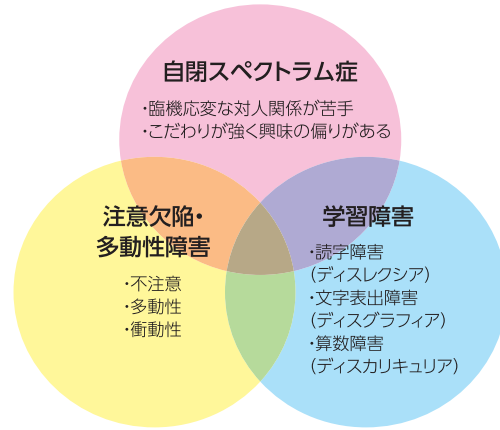 自閉スペクトラム症
・臨機応変な対人関係が苦手
・こだわりが強く興味の偏りがある
注意欠陥・
多動性障害
・不注意
・多動性
・衝動性
学習障害
・読字障害
(ディスレクシア)
・文字表出障害
(ディスグラフィア)
・算数障害
(ディスカリキュリア)